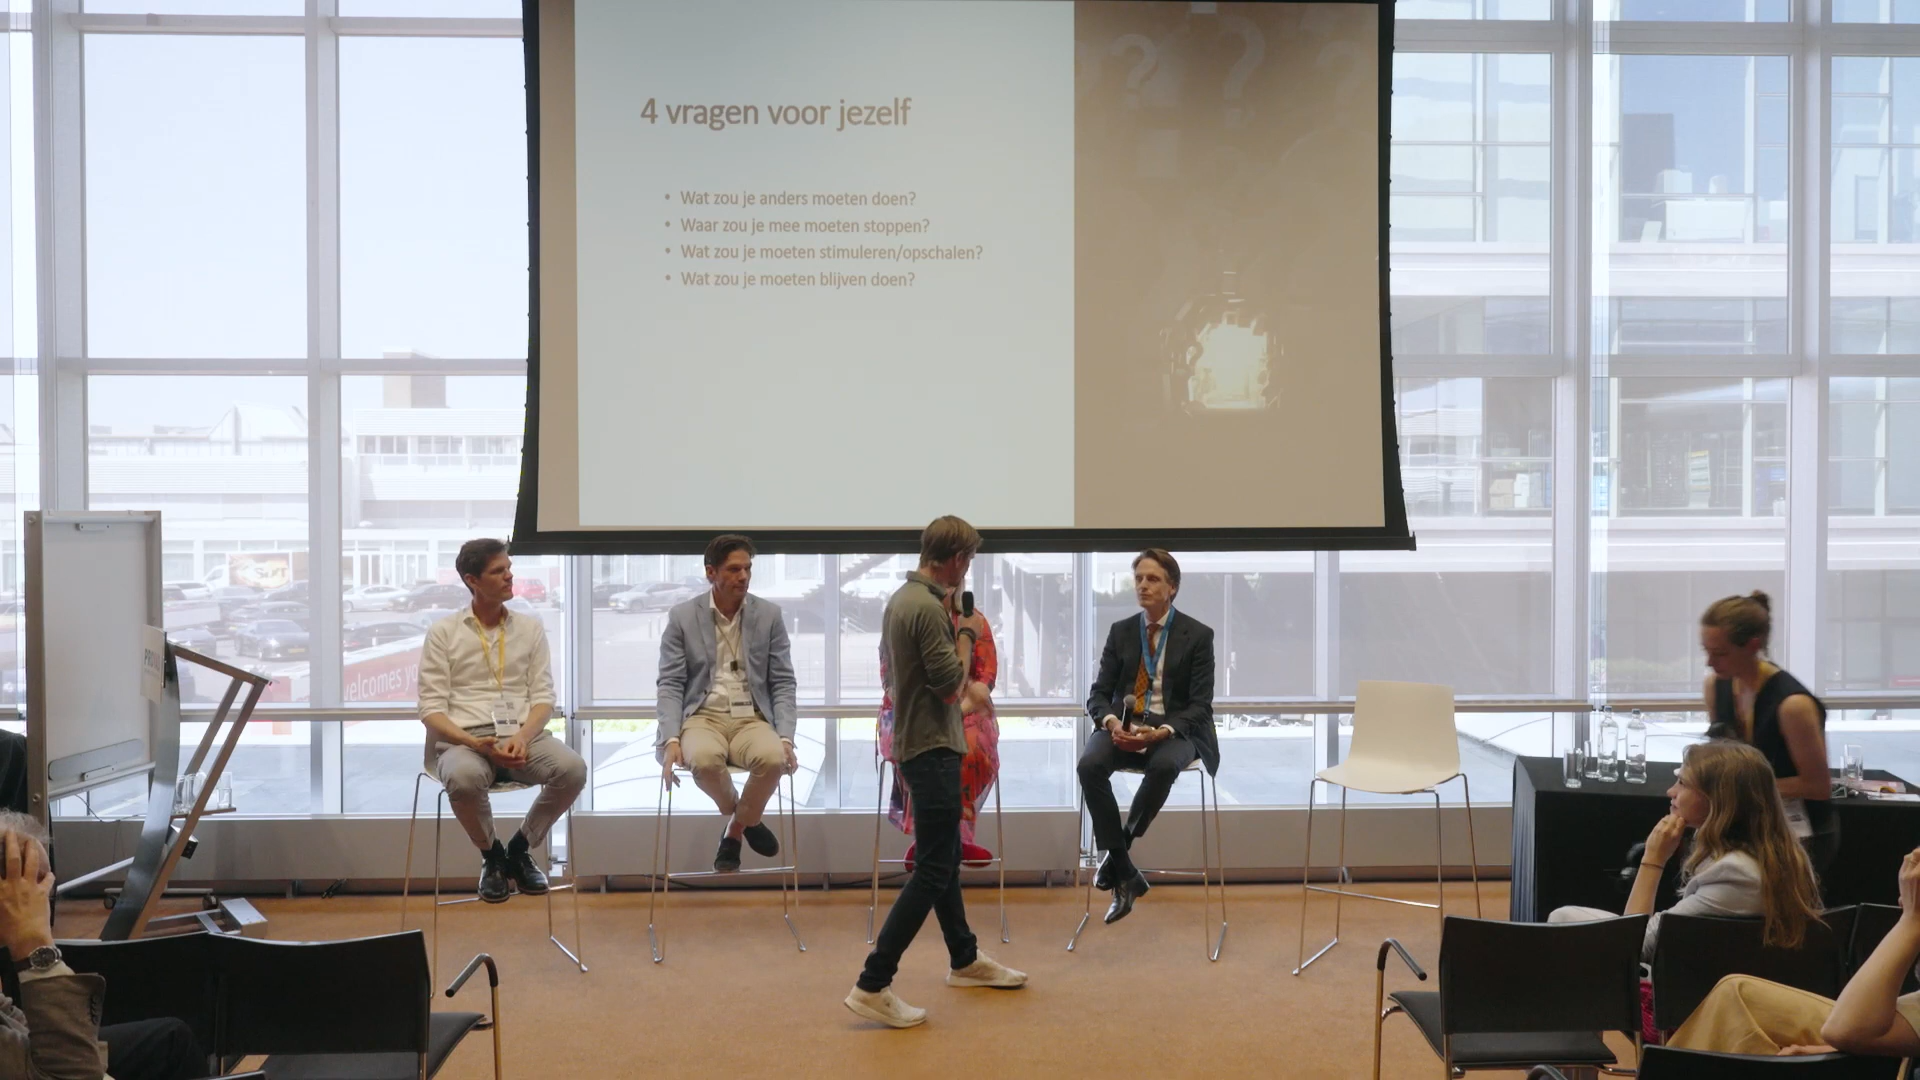 4 vragen voor jezelf
• Wat zou je anders moeten doen?
• Waar zou je mee moeten stoppen?
• Wat zou je moeten stimuleren/opschalen?
• Wat zou je moeten blijven doen?
welcomes yo